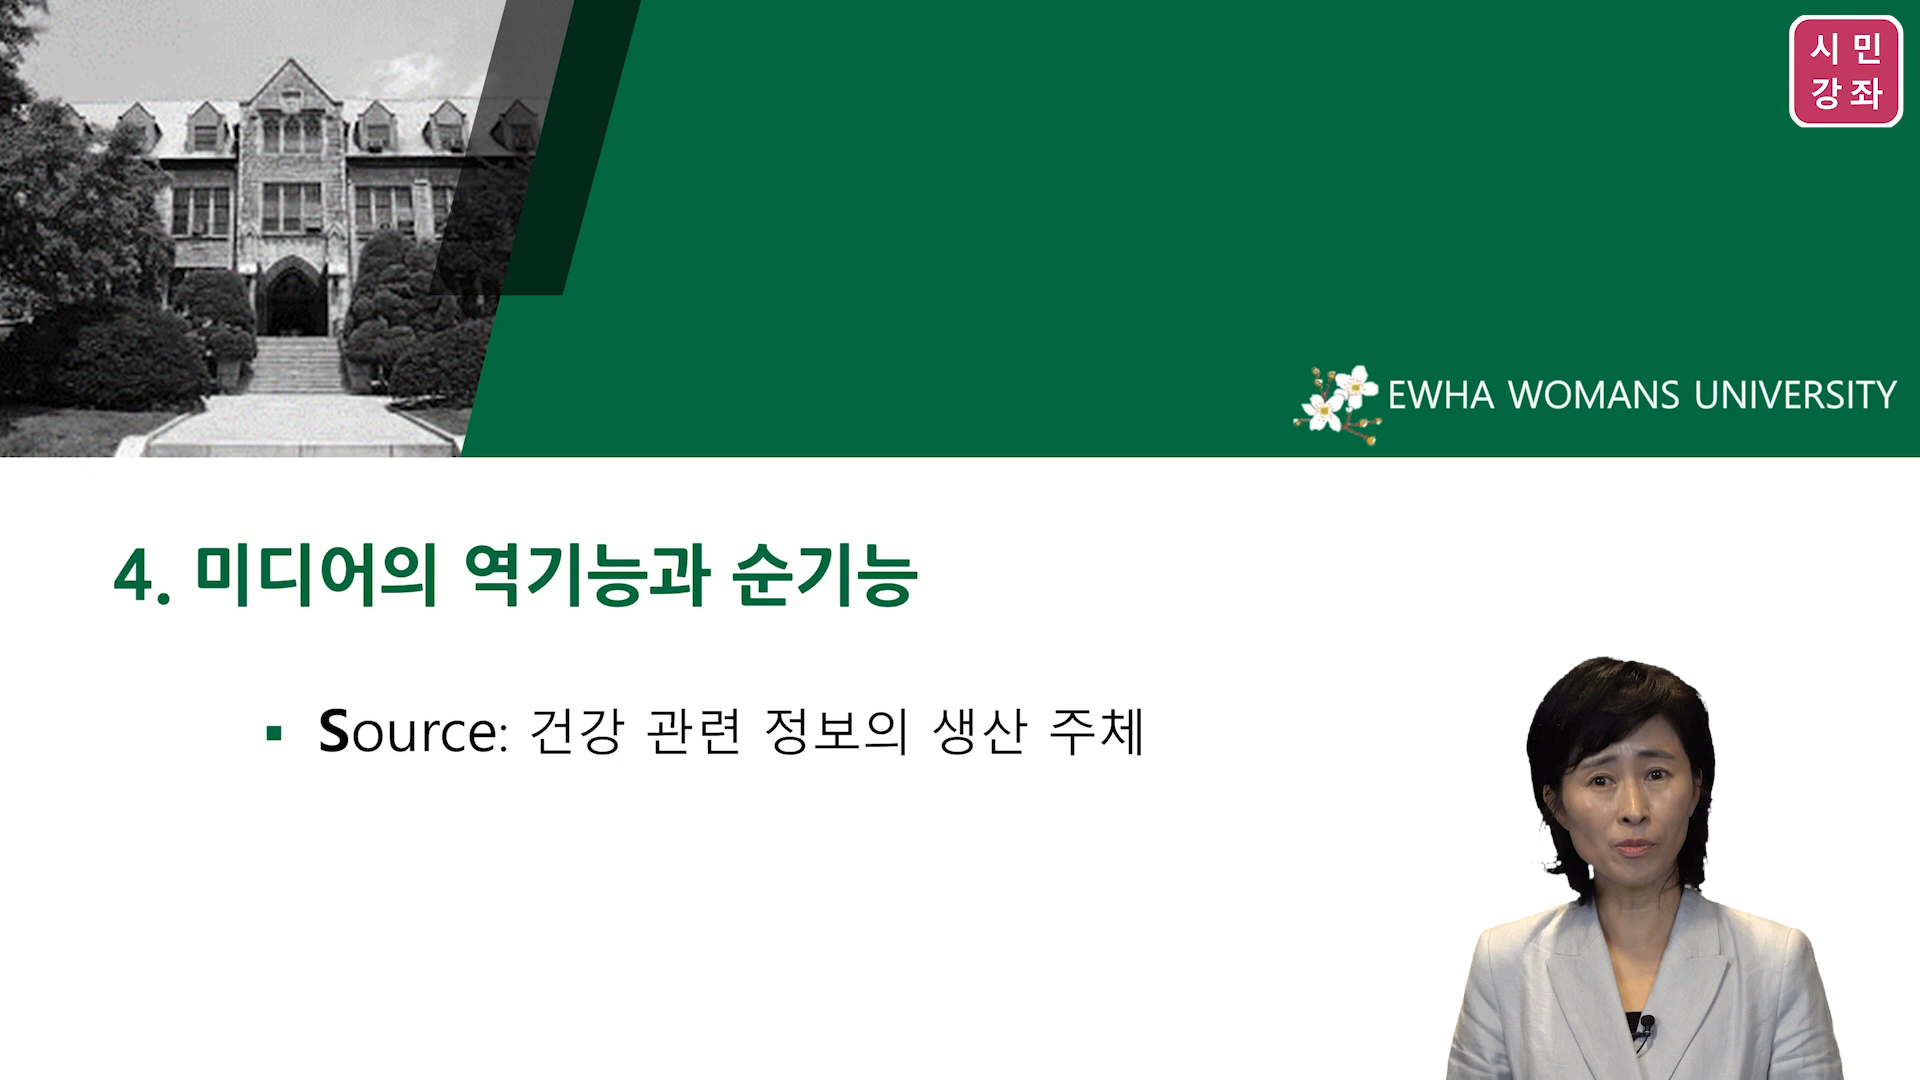 시민
강좌
EWHA WOMANS UNIVERSITY
4. 미디어의 역기능과 순기능
▪ Source: 건강 관련 정보의 생산 주체